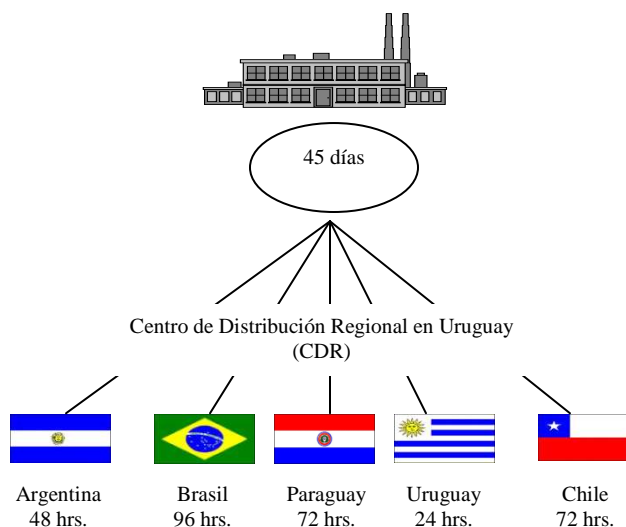 45 días
Centro de Distribución Regional en Uruguay
(CDR)
Argentina
48 hrs.
Brasil
96 hrs.
Paraguay
72 hrs.
Uruguay
24 hrs.
Chile
72 hrs.